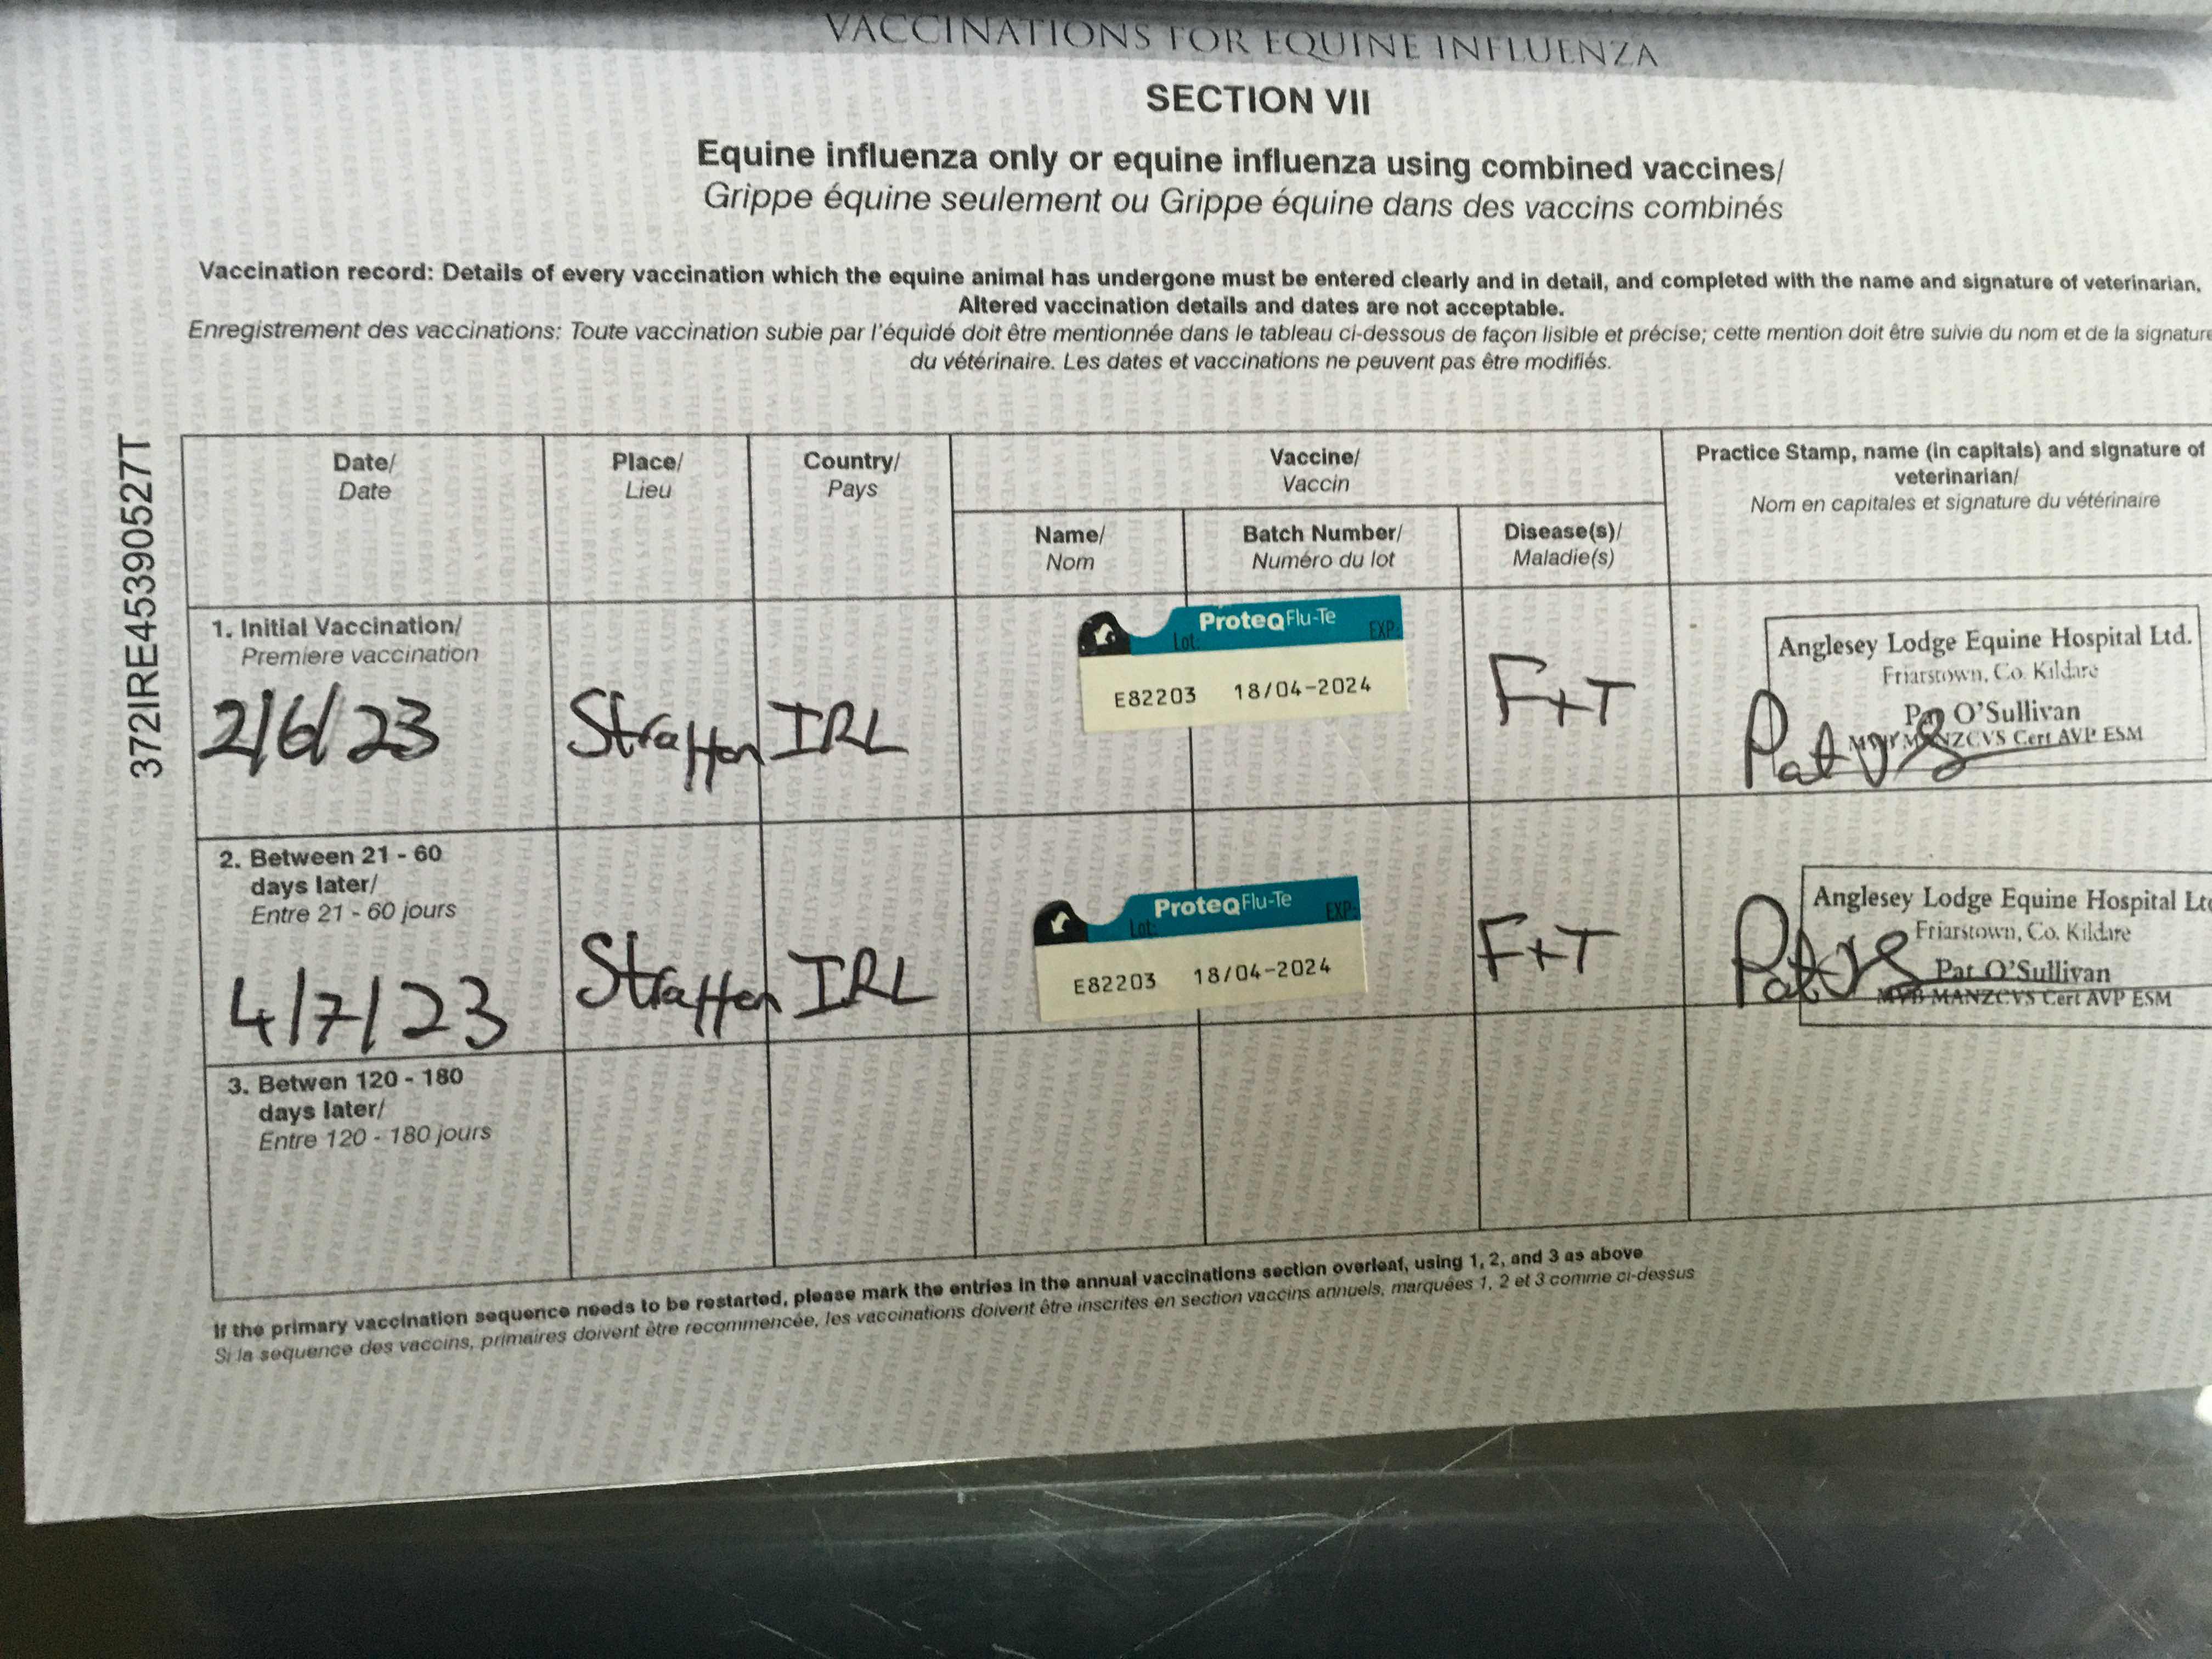 VACCINATIONS FOR EQUINE INFLUENZA
SECTION VII
Equine influenza only or equine influenza using combined vaccines/
Grippe équine seulement ou Grippe équine dans des vaccins combinés
Vaccination record: Details of every vaccination which the equine animal has undergone must be entered clearly and in detail, and completed with the name and signature of veterinarian.
Altered vaccination details and dates are not acceptable.
Enregistrement des vaccinations: Toute vaccination subie par l'équidé doit être mentionnée dans le tableau ci-dessous de façon lisible et précise; cette mention doit être suivie du nom et de la signature
du vétérinaire. Les dates et vaccinations ne peuvent pas être modifiés.
372IRE45390527T
Date/
Date
Place/
Lieu
Country/
Pays
Vaccine/
Vaccin
Name/
Nom
Batch Number/
Numéro du lot
Disease(s)/
Maladie(s)
Practice Stamp, name (in capitals) and signature of
veterinarian/
Nom en capitales et signature du vétérinaire
1. Initial Vaccination/
Premiere vaccination
2/6/23
Straffan
IRL
ProteqFlu-Te
Lot: EXP:
E82203 18/04-2024
F+T
Anglesey Lodge Equine Hospital Ltd.
Friarstown, Co. Kildare
Pat O'Sullivan
MVB MANZCVS Cert AVP ESM
2. Between 21 - 60
days later/
Entre 21 - 60 jours
4/7/23
Straffan
IRL
ProteqFlu-Te
Lot: EXP:
E82203 18/04-2024
F+T
Anglesey Lodge Equine Hospital Ltd
Friarstown, Co. Kildare
Pat O'Sullivan
MVB MANZCVS Cert AVP ESM
3. Betwen 120 - 180
days later/
Entre 120 - 180 jours
If the primary vaccination sequence needs to be restarted, please mark the entries in the annual vaccinations section overleaf, using 1, 2, and 3 as above
Si la sequence des vaccins, primaires doivent être recommencée, les vaccinations doivent être inscrites en section vaccins annuels, marquées 1, 2 et 3 comme ci-dessus